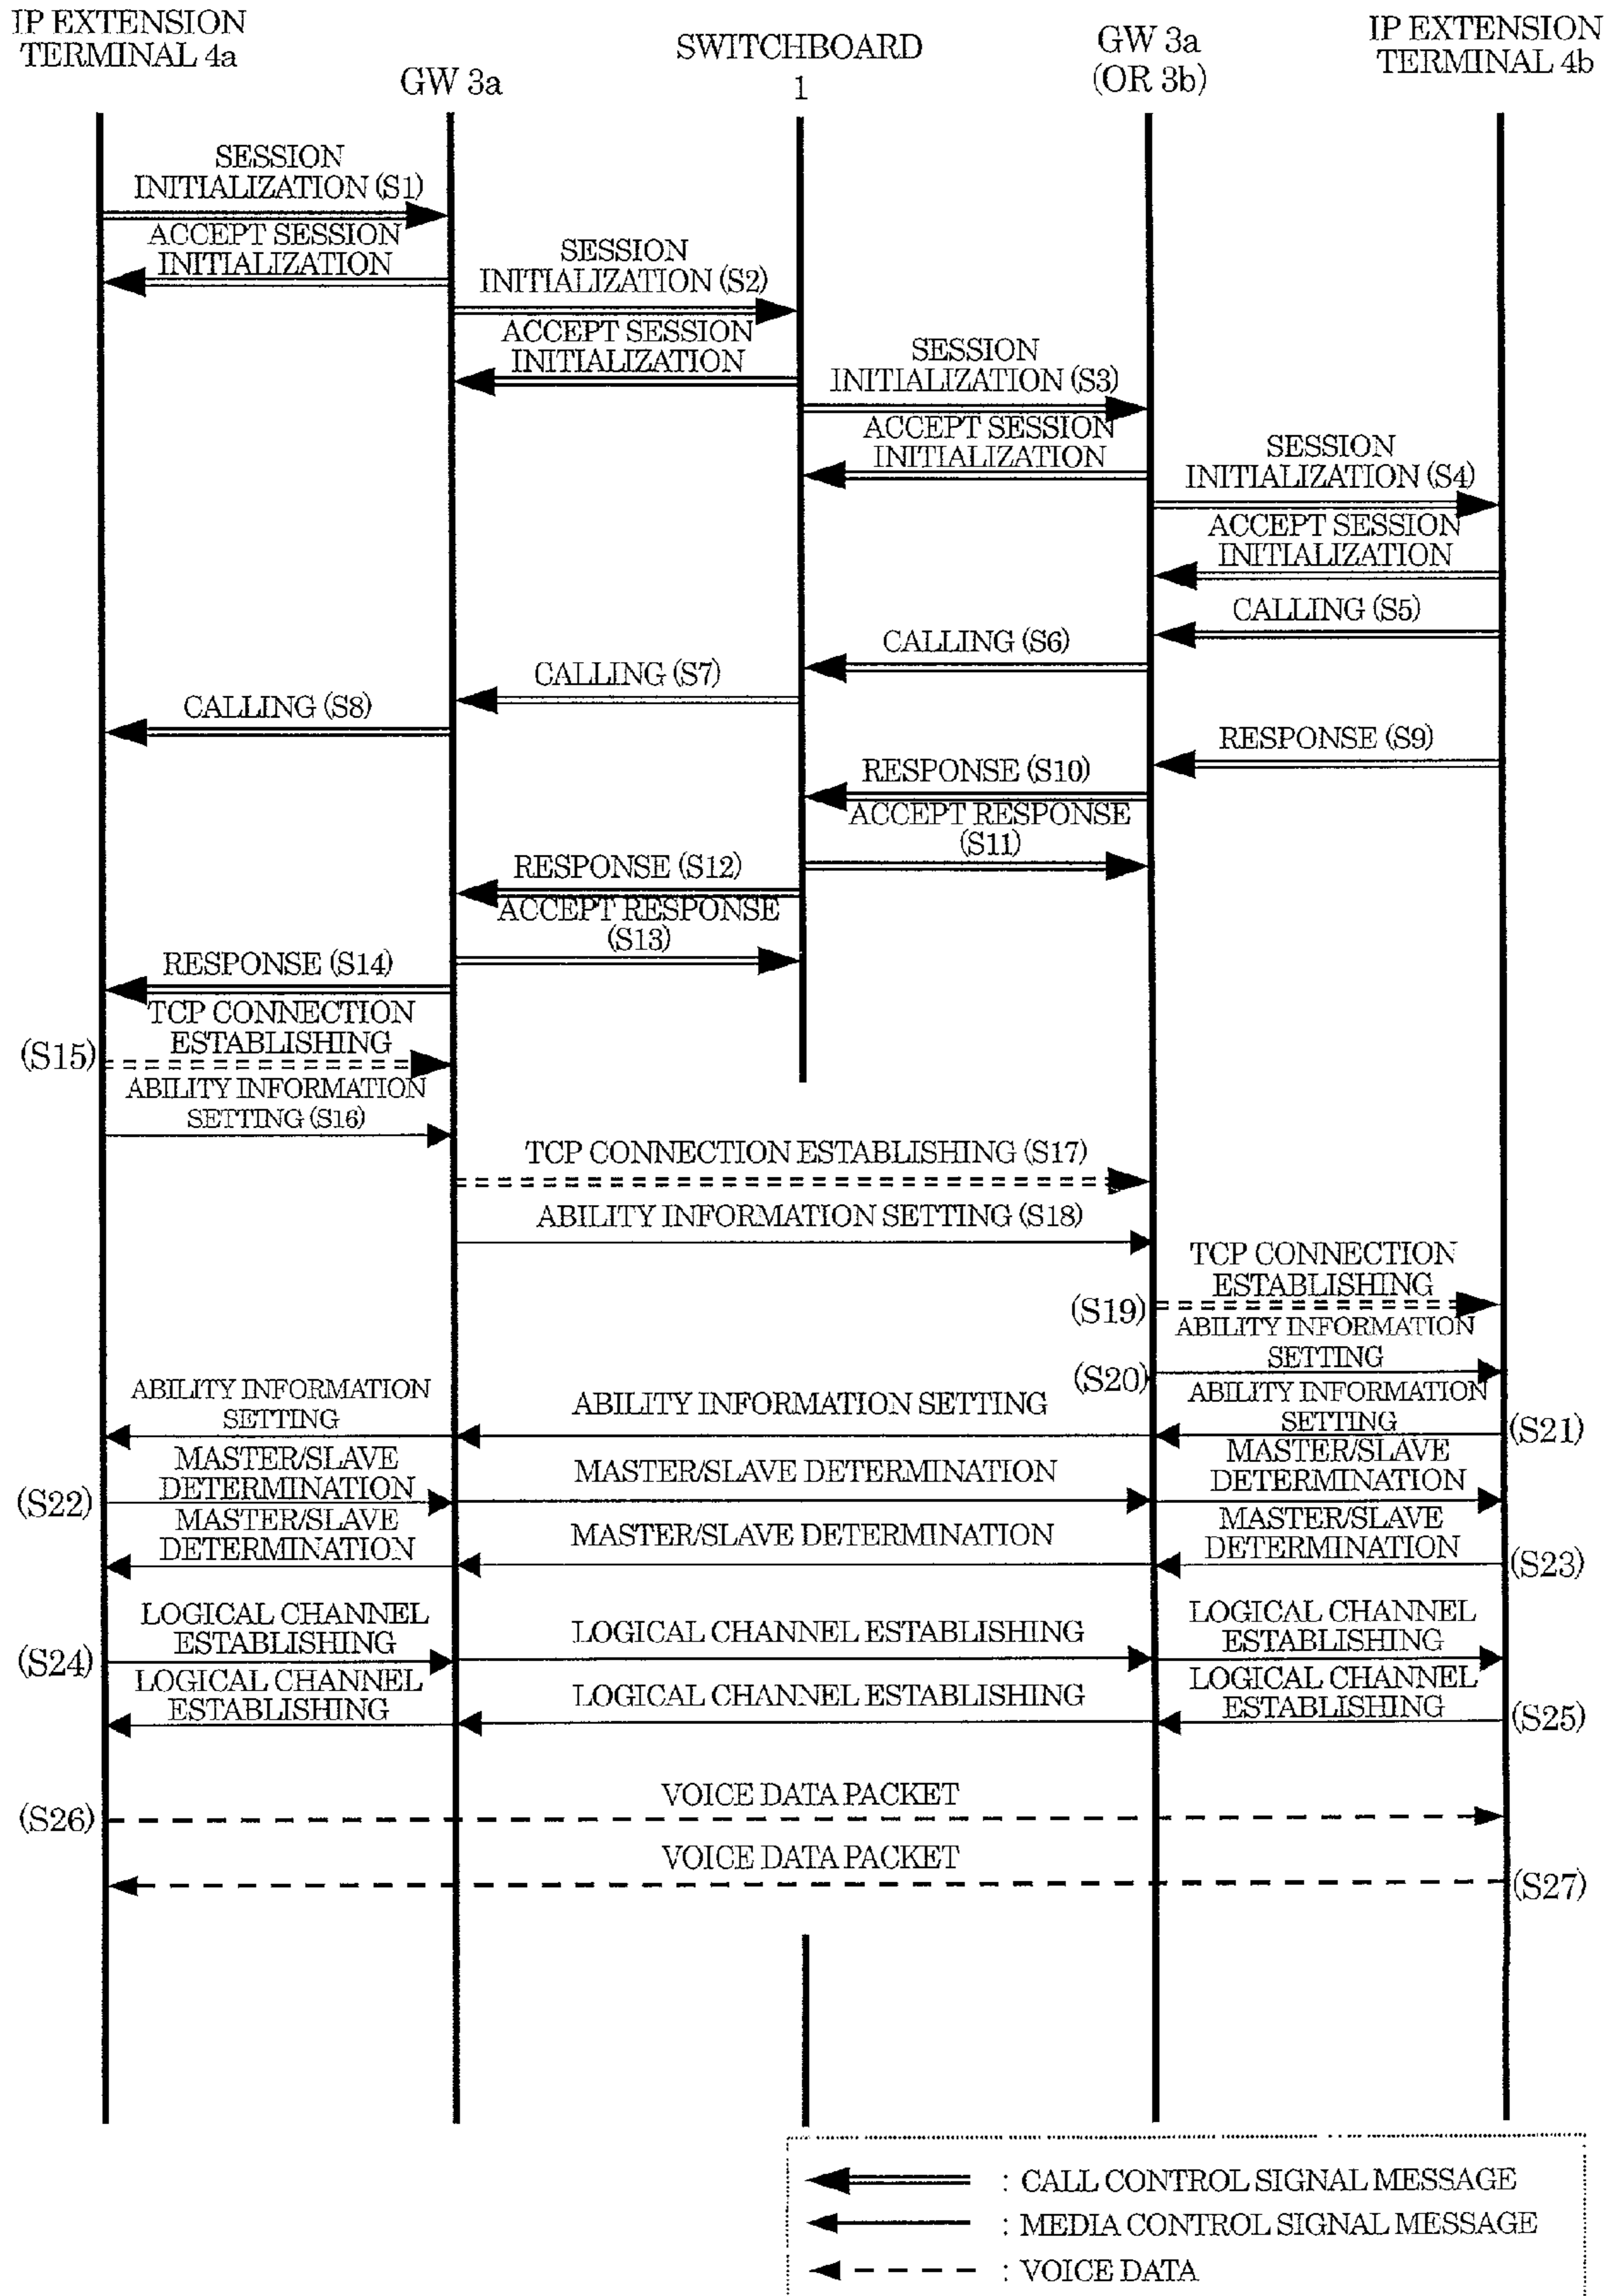 IP EXTENSION
TERMINAL 4a
GW 3a
SWITCHBOARD
1
GW 3a
(OR 3b)
IP EXTENSION
TERMINAL 4b
SESSION
INITIALIZATION (S1)
ACCEPT SESSION
INITIALIZATION
SESSION
INITIALIZATION (S2)
ACCEPT SESSION
INITIALIZATION
SESSION
INITIALIZATION (S3)
ACCEPT SESSION
INITIALIZATION
SESSION
INITIALIZATION (S4)
ACCEPT SESSION
INITIALIZATION
CALLING (S5)
CALLING (S6)
CALLING (S7)
CALLING (S8)
RESPONSE (S9)
RESPONSE (S10)
ACCEPT RESPONSE
(S11)
RESPONSE (S12)
ACCEPT RESPONSE
(S13)
RESPONSE (S14)
TCP CONNECTION
ESTABLISHING
(S15)
ABILITY INFORMATION
SETTING (S16)
TCP CONNECTION ESTABLISHING (S17)
ABILITY INFORMATION SETTING (S18)
TCP CONNECTION
ESTABLISHING
(S19)
ABILITY INFORMATION
SETTING
(S20)
ABILITY INFORMATION
SETTING
ABILITY INFORMATION SETTING
ABILITY INFORMATION
SETTING
(S21)
MASTER/SLAVE
DETERMINATION
(S22)
MASTER/SLAVE DETERMINATION
MASTER/SLAVE
DETERMINATION
MASTER/SLAVE
DETERMINATION
MASTER/SLAVE DETERMINATION
MASTER/SLAVE
DETERMINATION
(S23)
LOGICAL CHANNEL
ESTABLISHING
(S24)
LOGICAL CHANNEL ESTABLISHING
LOGICAL CHANNEL
ESTABLISHING
LOGICAL CHANNEL
ESTABLISHING
LOGICAL CHANNEL ESTABLISHING
LOGICAL CHANNEL
ESTABLISHING
(S25)
VOICE DATA PACKET
(S26)
VOICE DATA PACKET
(S27)
: CALL CONTROL SIGNAL MESSAGE
: MEDIA CONTROL SIGNAL MESSAGE
: VOICE DATA